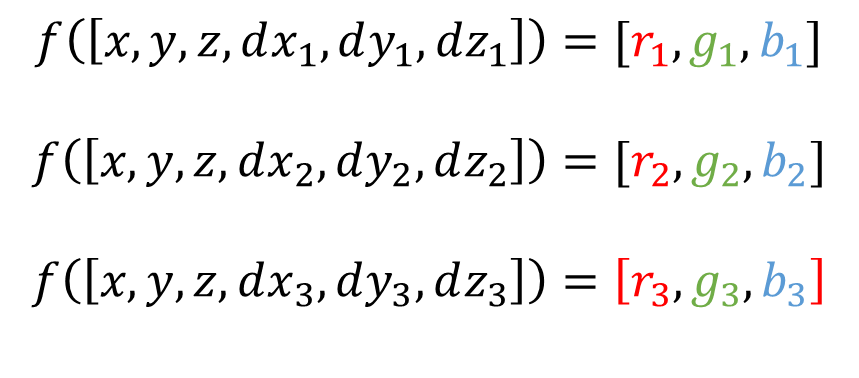 f([x, y, z, dx₁, dy₁, dz₁]) = [r₁, g₁, b₁]
f([x, y, z, dx₂, dy₂, dz₂]) = [r₂, g₂, b₂]
f([x, y, z, dx₃, dy₃, dz₃]) = [r₃, g₃, b₃]